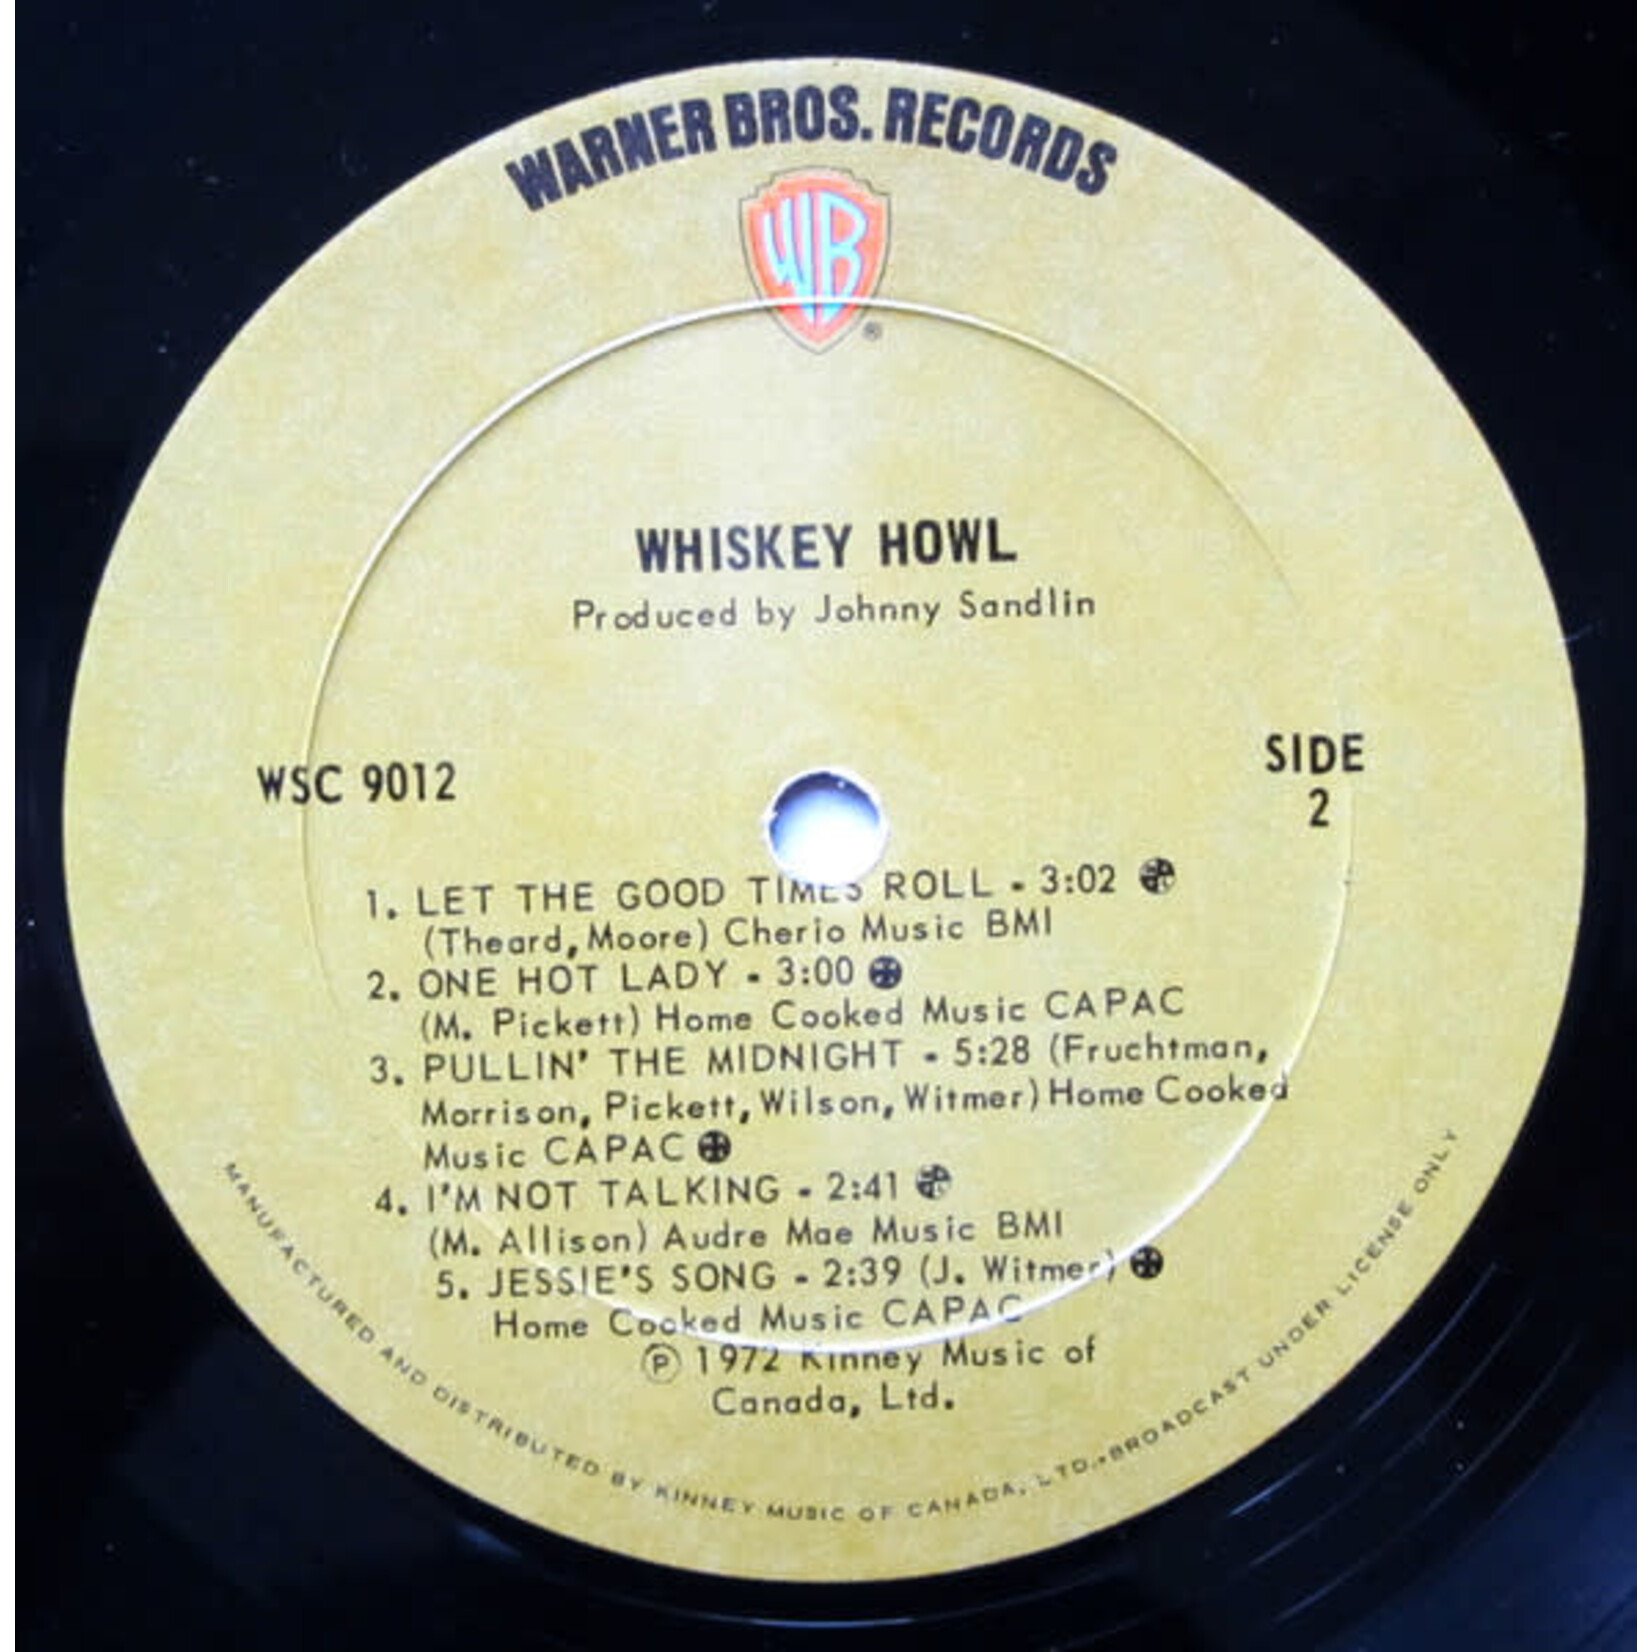 WARNER BROS. RECORDS
WB
®
WHISKEY HOWL
Produced by Johnny Sandlin
WSC 9012
SIDE
2
1. LET THE GOOD TIMES ROLL - 3:02
(Theard, Moore) Cherio Music BMI
2. ONE HOT LADY - 3:00
(M. Pickett) Home Cooked Music CAPAC
3. PULLIN' THE MIDNIGHT - 5:28 (Fruchtman,
Morrison, Pickett, Wilson, Witmer) Home Cooked
Music CAPAC
4. I'M NOT TALKING - 2:41
(M. Allison) Audre Mae Music BMI
5. JESSIE'S SONG - 2:39 (J. Witmer)
Home Cooked Music CAPAC
℗ 1972 Kinney Music of
Canada, Ltd.
MANUFACTURED AND DISTRIBUTED BY KINNEY MUSIC OF CANADA, LTD..BROADCAST UNDER LICENSE ONLY